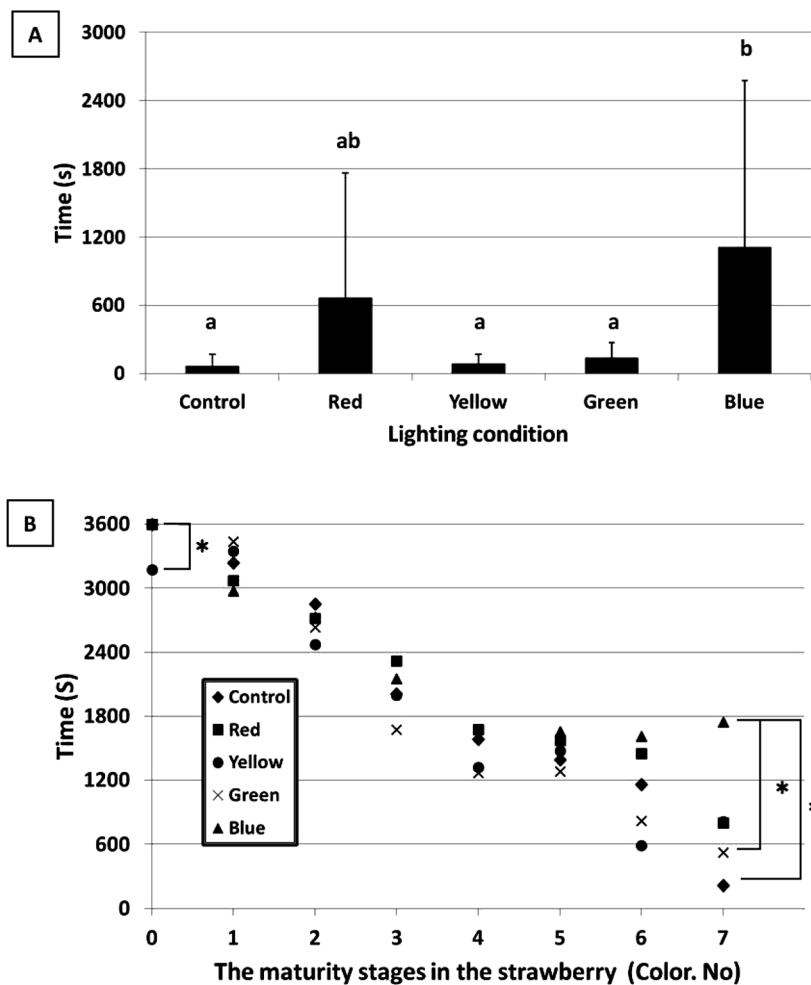 A
3000
2400
1800
1200
600
0
Time (s)
a
ab
a
a
b
Control Red Yellow Green Blue
Lighting condition
B
3600
3000
2400
1800
1200
600
0
Time (S)
*
Control
Red
Yellow
Green
Blue
*
*
0 1 2 3 4 5 6 7
The maturity stages in the strawberry (Color. No)